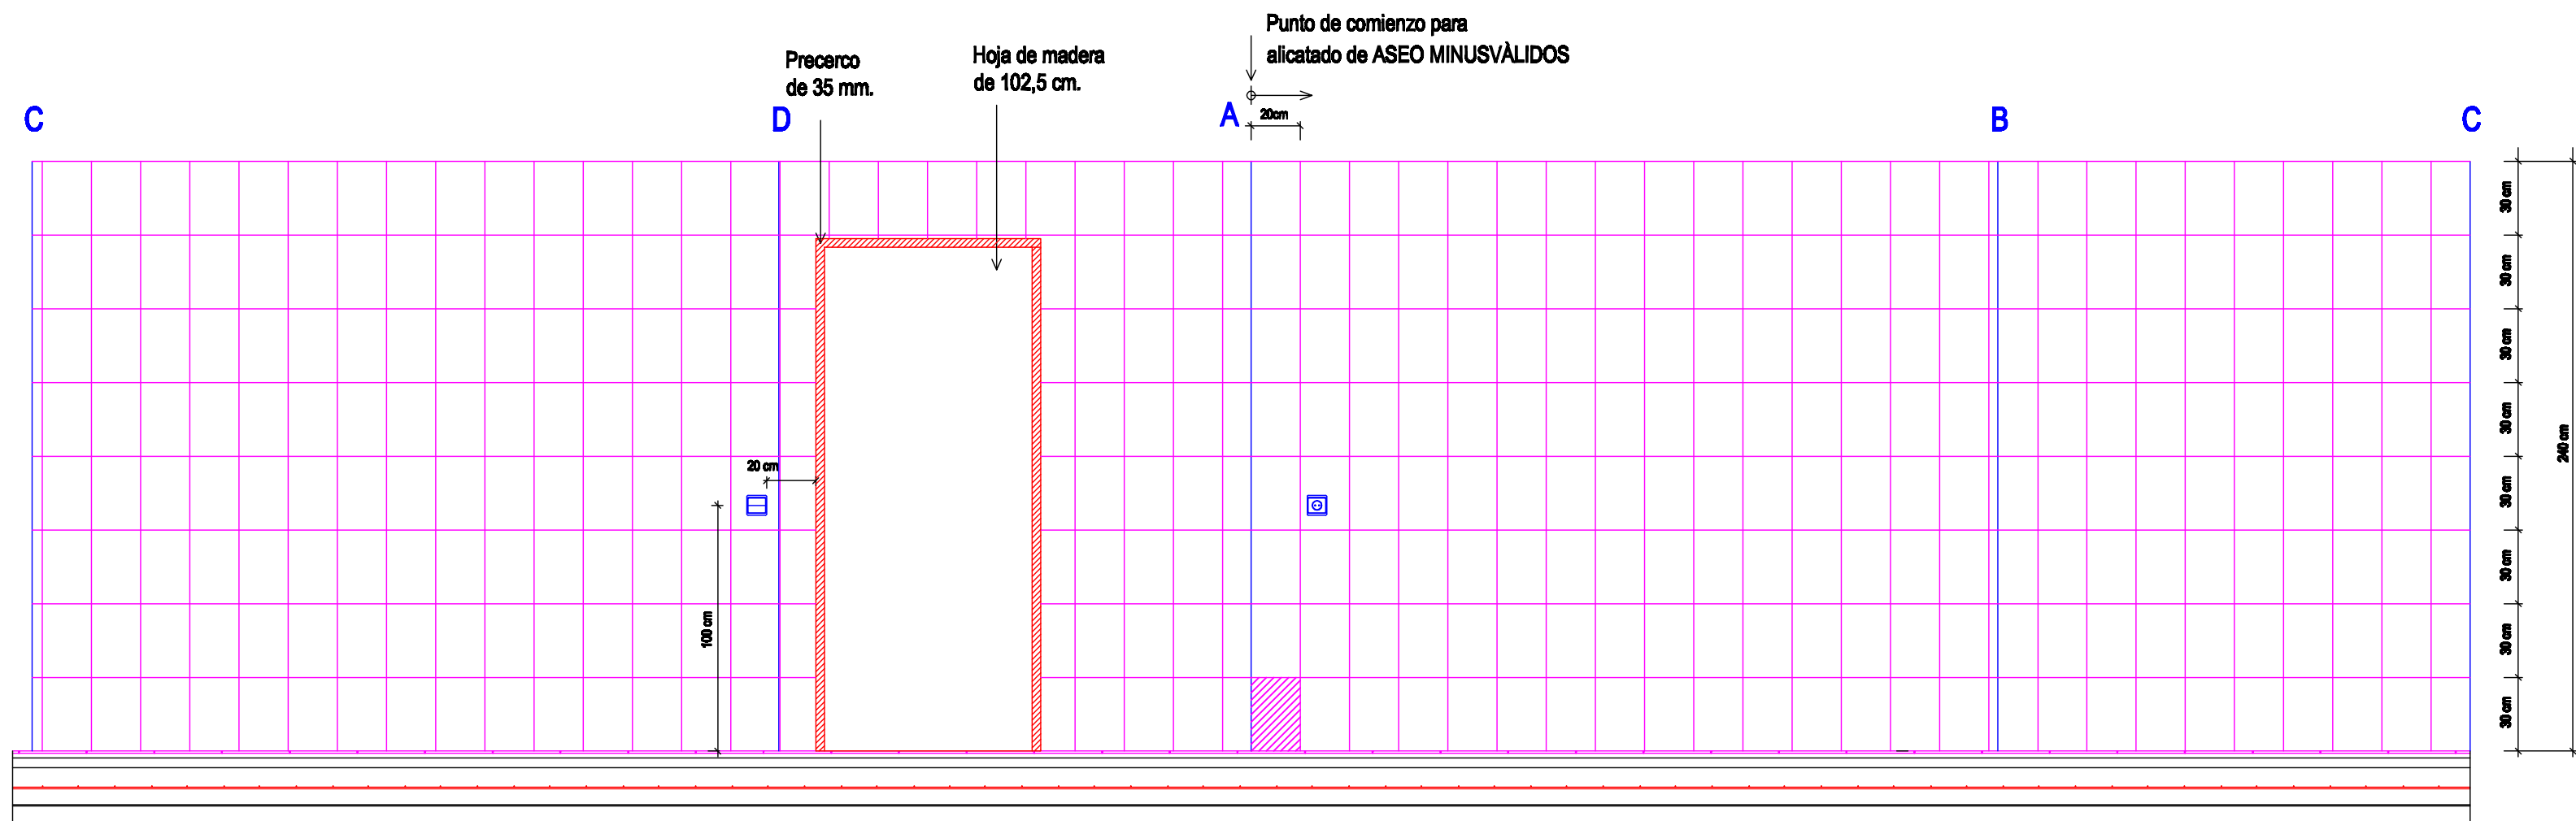 Punto de comienzo para
alicatado de ASEO MINUSVÀLIDOS
Precerco
de 35 mm.
Hoja de madera
de 102,5 cm.
C
D
A
20cm
B
C
30 cm
30 cm
30 cm
30 cm
30 cm
30 cm
30 cm
30 cm
240 cm
20 cm
100 cm